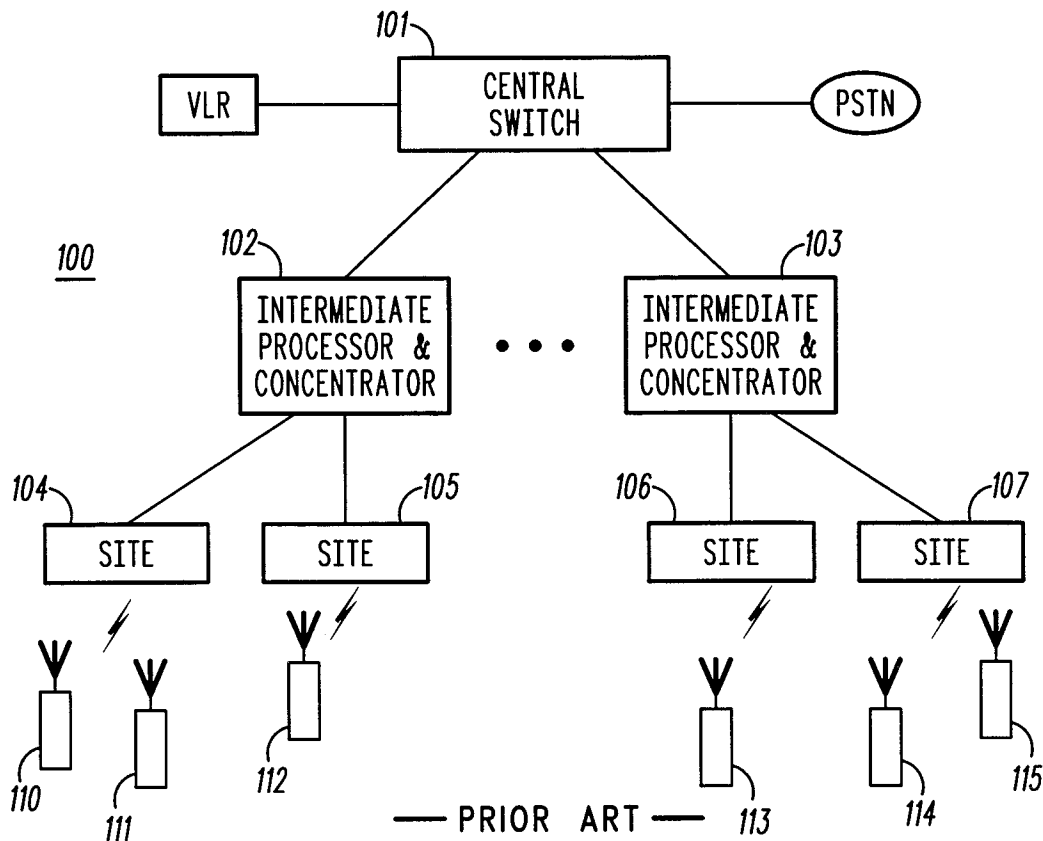 101
VLR
CENTRAL
SWITCH
PSTN
100
102
103
INTERMEDIATE
PROCESSOR &
CONCENTRATOR
INTERMEDIATE
PROCESSOR &
CONCENTRATOR
104
105
106
107
SITE
SITE
SITE
SITE
110
111
112
113
114
115
PRIOR ART